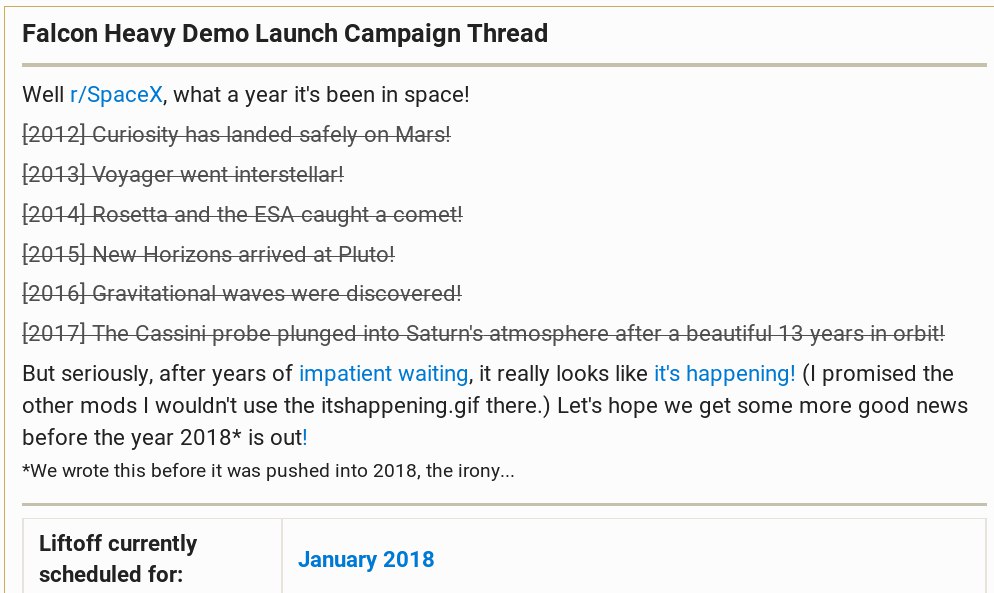 Falcon Heavy Demo Launch Campaign Thread
Well r/SpaceX, what a year it's been in space!
[2012] Curiosity has landed safely on Mars!
[2013] Voyager went interstellar!
[2014] Rosetta and the ESA caught a comet!
[2015] New Horizons arrived at Pluto!
[2016] Gravitational waves were discovered!
[2017] The Cassini probe plunged into Saturn's atmosphere after a beautiful 13 years in orbit!
But seriously, after years of impatient waiting, it really looks like it's happening! (I promised the
other mods I wouldn't use the itshappening.gif there.) Let's hope we get some more good news
before the year 2018* is out!
*We wrote this before it was pushed into 2018, the irony...
Liftoff currently
scheduled for:
January 2018